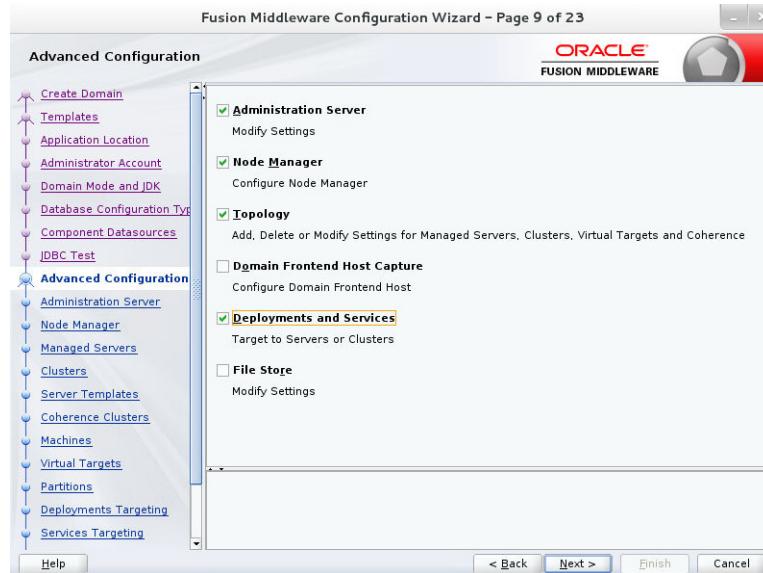 Fusion Middleware Configuration Wizard – Page 9 of 23
Advanced Configuration
ORACLE
FUSION MIDDLEWARE
Create Domain
Templates
Application Location
Administrator Account
Domain Mode and JDK
Database Configuration Typ
Component Datasources
JDBC Test
Advanced Configuration
Administration Server
Node Manager
Managed Servers
Clusters
Server Templates
Coherence Clusters
Machines
Virtual Targets
Partitions
Deployments Targeting
Services Targeting
Administration Server
Modify Settings
Node Manager
Configure Node Manager
Topology
Add, Delete or Modify Settings for Managed Servers, Clusters, Virtual Targets and Coherence
Domain Frontend Host Capture
Configure Domain Frontend Host
Deployments and Services
Target to Servers or Clusters
File Store
Modify Settings
Help
< Back
Next >
Finish
Cancel